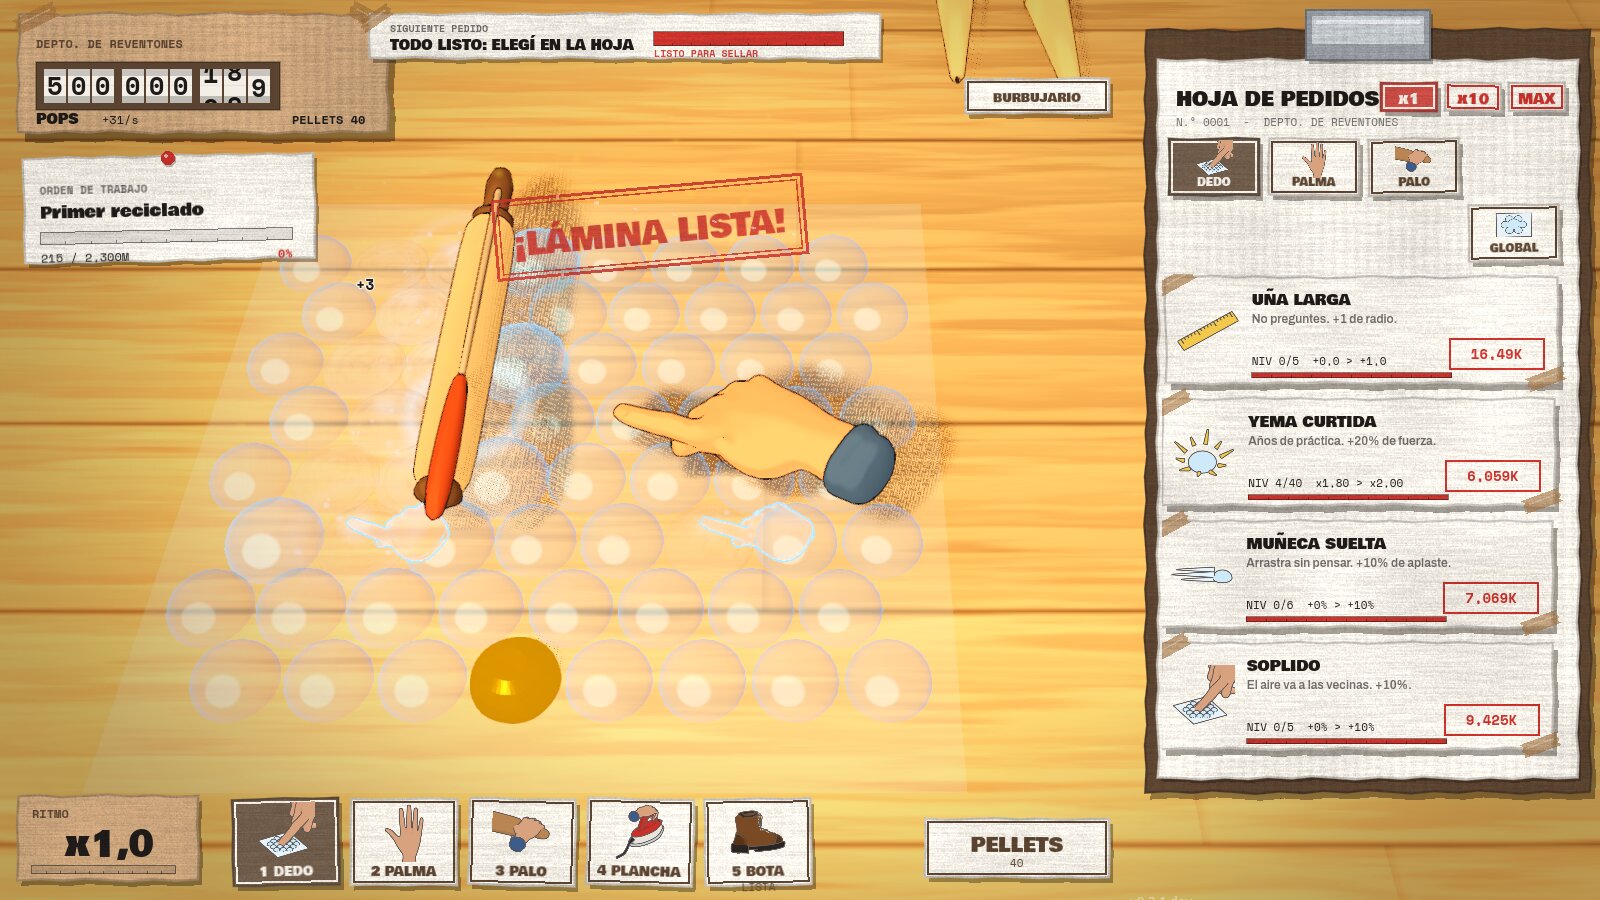 DEPTO. DE REVENTONES
500 000
POPS
+31/s
PELLETS 40
SIGUIENTE PEDIDO
TODO LISTO: ELEGÍ EN LA HOJA
LISTO PARA SELLAR
BURBUJARIO
ORDEN DE TRABAJO
Primer reciclado
215 / 2,300M
0%
¡LÁMINA LISTA!
+3
HOJA DE PEDIDOS
x1
x10
MAX
N.° 0001 - DEPTO. DE REVENTONES
DEDO
PALMA
PALO
GLOBAL
UÑA LARGA
No preguntes. +1 de radio.
NIV 0/5 +0,0 > +1,0
16,49K
YEMA CURTIDA
Años de práctica. +20% de fuerza.
NIV 4/40 x1,80 > x2,00
6,059K
MUÑECA SUELTA
Arrastra sin pensar. +10% de aplaste.
NIV 0/6 +0% > +10%
7,069K
SOPLIDO
El aire va a las vecinas. +10%.
NIV 0/5 +0% > +10%
9,425K
RITMO
x1,0
1 DEDO
2 PALMA
3 PALO
4 PLANCHA
5 BOTA
LISTA
PELLETS
40